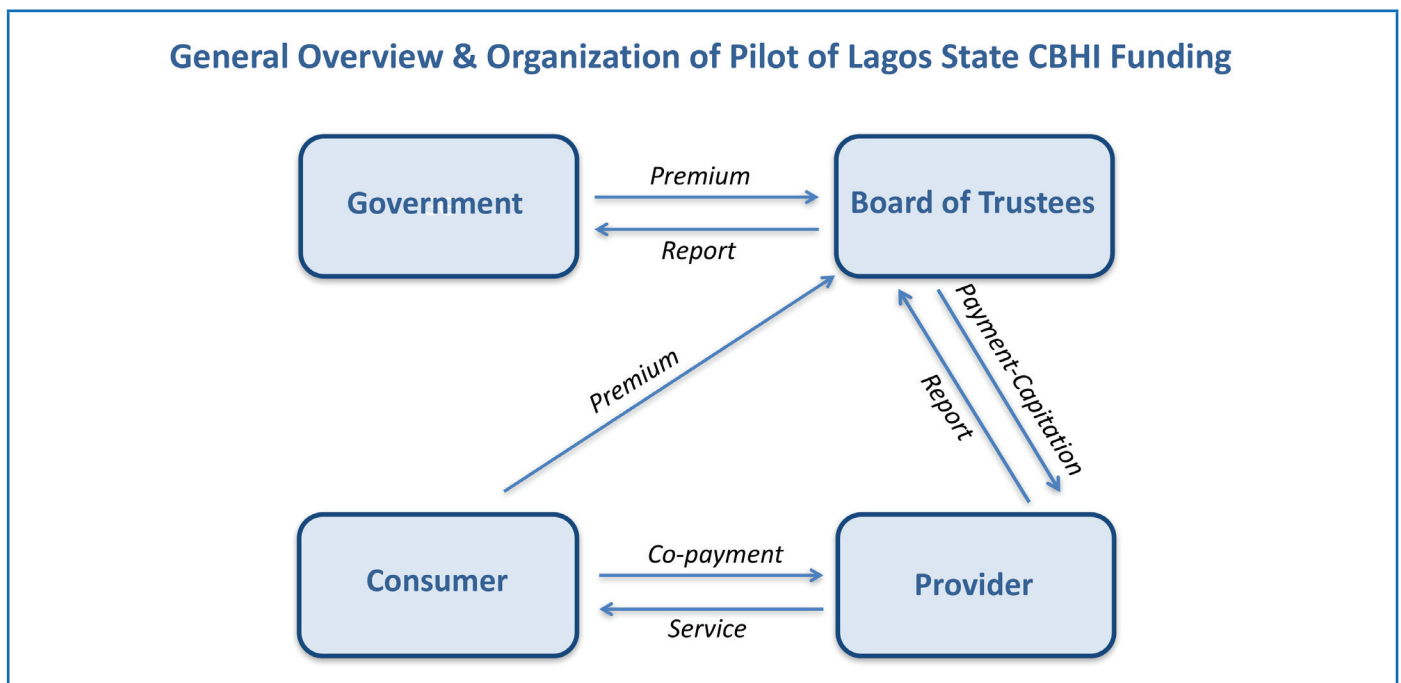 General Overview & Organization of Pilot of Lagos State CBHI Funding
Government
Premium
Report
Board of Trustees
Premium
Report
Payment-Capitation
Consumer
Co-payment
Service
Provider